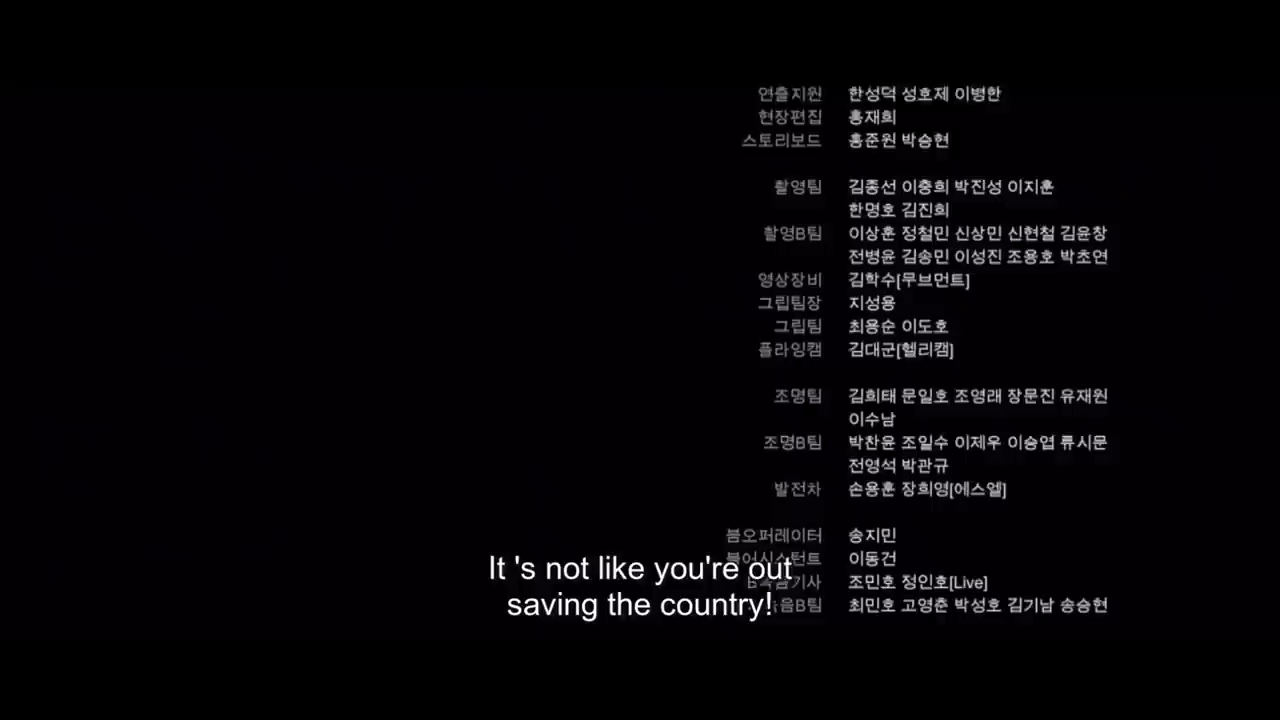 연출지원 한성덕 성호제 이병한
현장편집 홍재희
스토리보드 홍준원 박승현
촬영팀 김종선 이충희 박진성 이지훈
한명호 김진희
촬영B팀 이상훈 정철민 신상민 신현철 김윤창
전병윤 김송민 이성진 조용호 박초연
영상장비 김학수[무브먼트]
그립팀장 지성용
그립팀 최용순 이도호
플라잉캠 김대군[헬리캠]
조명팀 김희태 문일호 조영래 장문진 유재원
이수남
조명B팀 박찬윤 조일수 이제우 이승엽 류시문
전영석 박관규
발전차 손용훈 장희영[에스엘]
붐오퍼레이터 송지민
붐어시스턴트 이동건
조민호 정인호[Live]
최민호 고영춘 박성호 김기남 송승현
It 's not like you're out
saving the country!